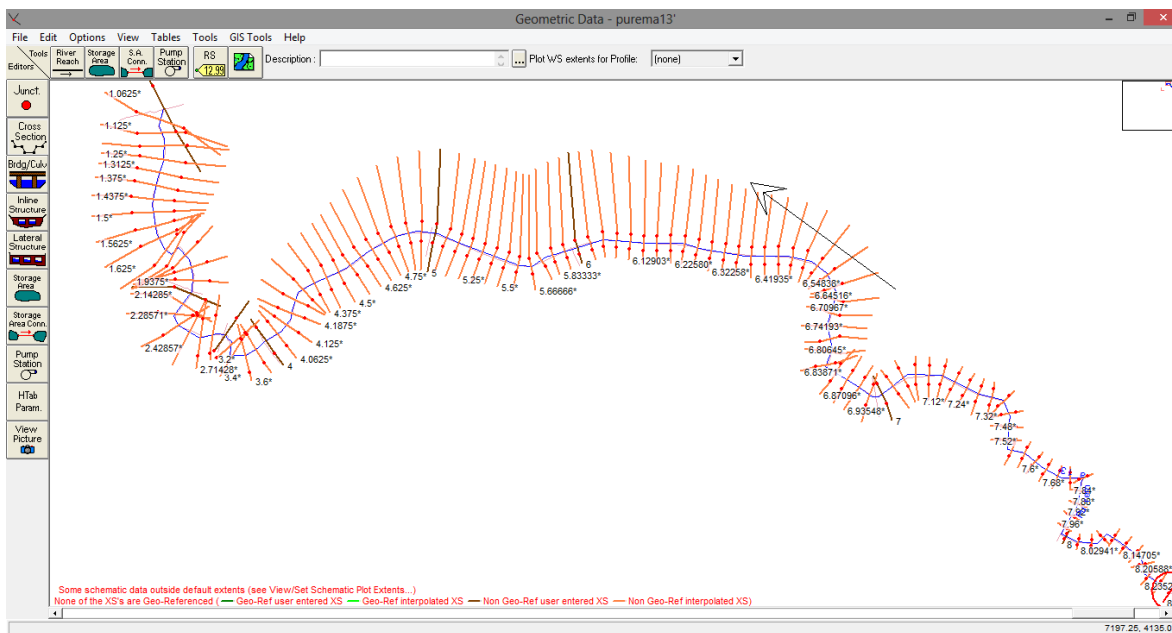 Geometric Data - purema13'
File Edit Options View Tables Tools GIS Tools Help
Tools
Editors
River Reach
Storage Area
S.A. Conn.
Pump Station
RS
12.99
Description :
...
Plot WS extents for Profile:
(none)
Junct.
Cross Section
Brdg/Culv
Inline Structure
Lateral Structure
Storage Area
Storage Area Conn.
Pump Station
HTab Param.
View Picture
1.0625*
1.125*
1.25*
1.3125*
1.375*
1.4375*
1.5*
1.5625*
1.625*
1.9375*
2.14285*
2.28571*
2.42857*
2.71428*
3.2*
3.4*
3.6*
4
4.0625*
4.125*
4.1875*
4.375*
4.5*
4.625*
4.75*
5
5.25*
5.5*
5.66666*
5.83333*
6
6.12903*
6.22580*
6.32258*
6.41935*
6.54838*
6.64516*
6.70967*
6.74193*
6.80645*
6.83871*
6.87096*
6.93548*
7
7.12*
7.24*
7.32*
7.48*
7.52*
7.6*
7.68*
7.84*
7.88*
7.96*
8
8.02941*
8.14705*
8.20588*
Some schematic data outside default extents (see View/Set Schematic Plot Extents...)
None of the XS's are Geo-Referenced ( Geo-Ref user entered XS Geo-Ref interpolated XS Non Geo-Ref user entered XS Non Geo-Ref interpolated XS)
7197.25, 4135.0